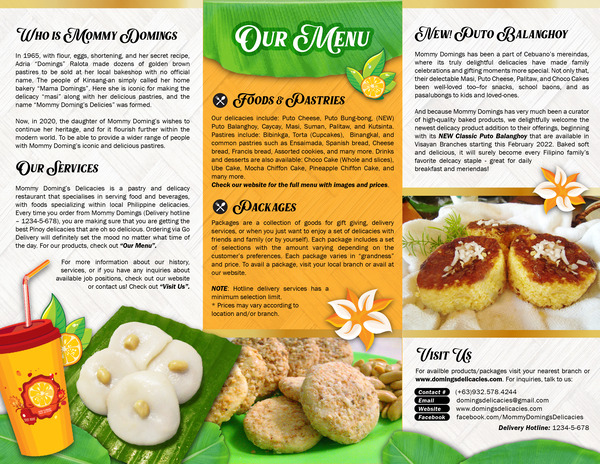 Who is Mommy Domings
In 1965, with flour, eggs, shortening, and her secret recipe,
Adria “Domings” Ralota made dozens of golden brown
pastires to be sold at her local bakeshop with no official
name. The people of Kinsang-an simply called her home
bakery “Mama Domings”. Here she is iconic for making the
delicacy “masi” along with her delicious pastries, and the
name “Mommy Doming’s Delicies” was formed.
Now, in 2020, the daughter of Mommy Doming’s wishes to
continue her heritage, and for it flourish within the modern
world. To be able to provide a wider range of people
with Mommy Doming’s iconic and delicious pastries.
Our Services
Mommy Doming’s Delicacies is a pastry and delicacy
restaurant that specialises in serving food and beverages,
with foods specializing within local Philippine delicacies.
Every time you order from Mommy Domings (Delivery hotline
– 1234-5-678), you are making sure that you are getting the
best Pinoy delicacies that are oh so delicious. Ordering via Go
Delivery will definitely set the mood no matter what time of
the day. For our products, check out “Our Menu”.
For more information about our history,
services, or if you have any inquiries about
available job positions, check out our website
or contact us! Check out “Visit Us”.
Our Menu
Foods & Pastries
Our delicacies include: Puto Cheese, Puto Bung-bong, (NEW)
Puto Balanghoy, Caycay, Masi, Suman, Palitaw, and Kutsinta.
Pastires include: Bibinkga, Torta (Cupcakes), Binangkal, and
common pastries such as Ensaimada, Spanish bread, Cheese
bread, Francis bread, Assorted cookies, and many more. Drinks
and desserts are also available: Choco Cake (Whole and slices),
Ube Cake, Mocha Chiffon Cake, Pineapple Chiffon Cake, and
many more.
Check our website for the full menu with images and prices.
Packages
Packages are a collection of goods for gift giving, delivery
services, or when you just want to enjoy a set of delicacies with
friends and family (or by yourself). Each package includes a set
of selections with the amount varying depending on the
customer’s preferences. Each package varies in “grandness”
and price. To avail a package, visit your local branch or avail at
our website.
NOTE: Hotline delivery services has a
minimum selection limit.
* Prices may vary according to
location and/or branch.
New! Puto Balanghoy
Mommy Domings has been a part of Cebuano’s mereindas,
where its truly delightful delicacies have made family
celebrations and gifting moments more special. Not only that,
their delectable Masi, Puto Cheese, Palitaw, and Choco Cakes
been well-loved too–for snacks, school baons, and as
pasalubongs to kids and loved-ones.
And because Mommy Domings has very much been a curator
of high-quality baked products, we delightfully welcome the
newest delicacy product addition to their offerings, beginning
with its NEW Classic Puto Balanghoy that are available in
Visayan Branches starting this February 2022. Baked soft
and delicious, it will surely become every Filipino family’s
favorite delicacy staple - great for daily
breakfast and meriendas!
Visit Us
For availble products/packages visit your nearest branch or
www.domingsdelicacies.com. For inquiries, talk to us:
Contact # (+63)932.578.4244
Email domingsdelicacies@gmail.com
Website www.domingsdelicacies.com
Facebook facebook.com/MommyDomingsDelicacies
Delivery Hotline: 1234-5-678